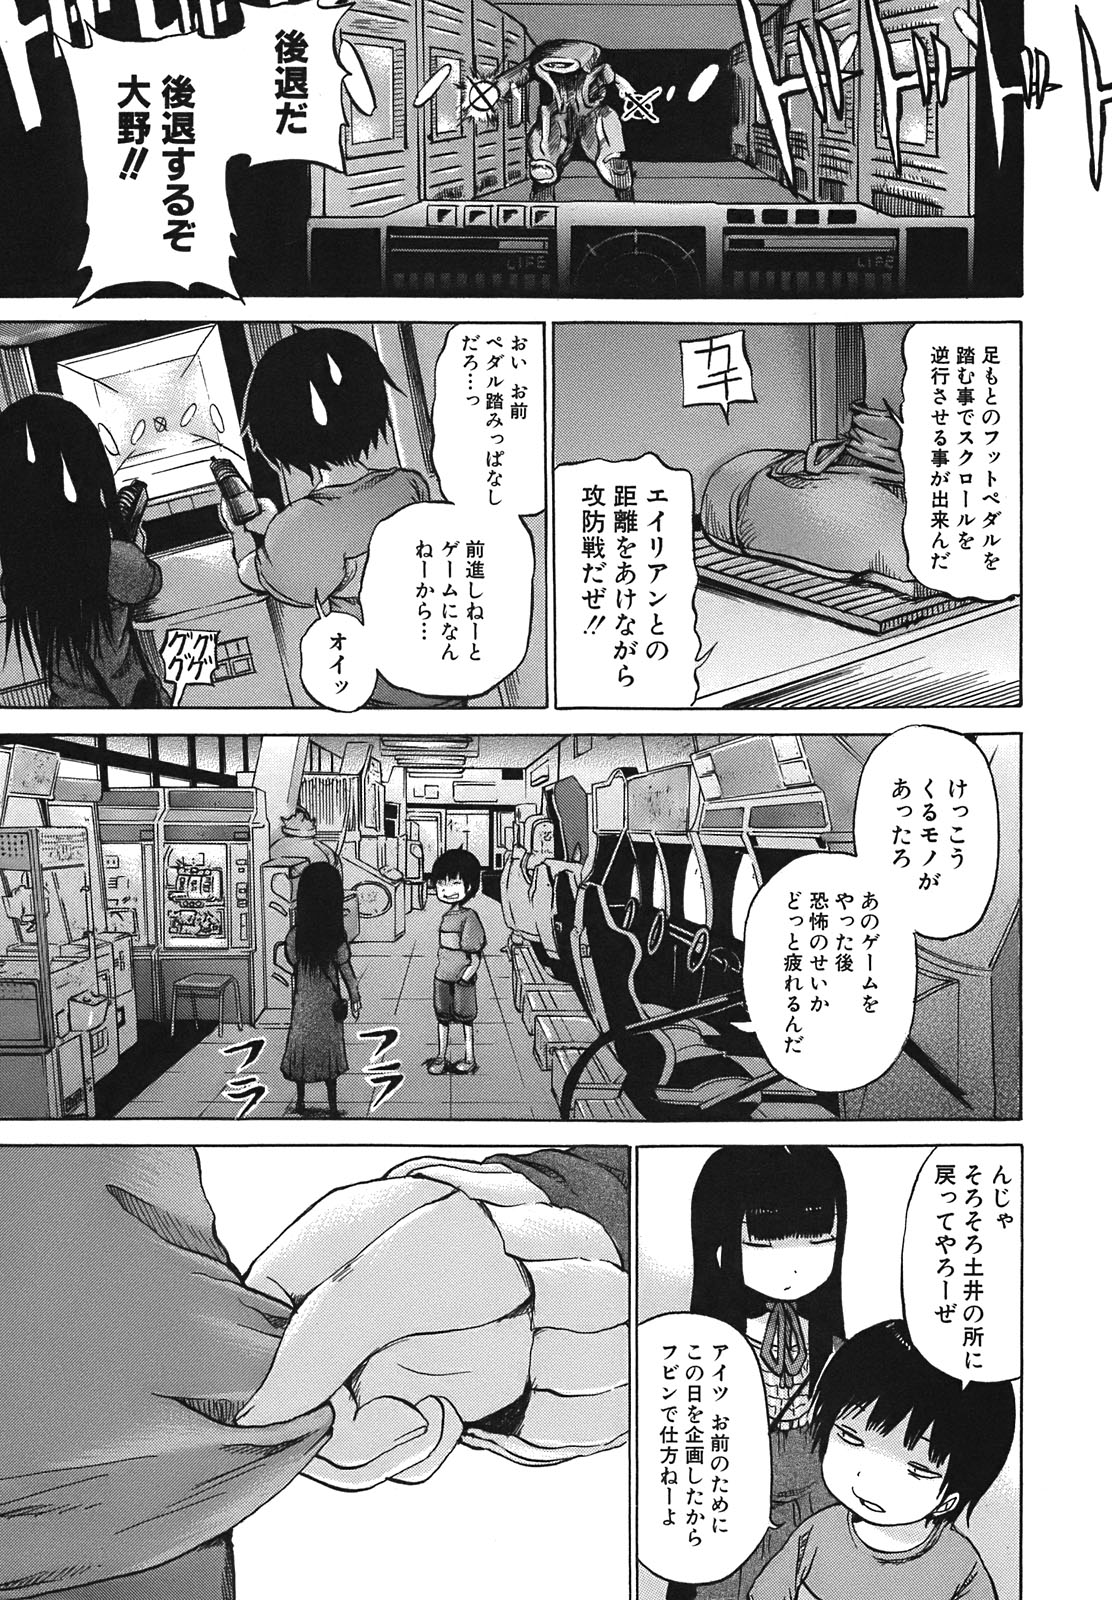 後退だ
後退するぞ
大野!!
LIFE
LIFE
足もとのフットペダルを
踏む事でスクロールを
逆行させる事が出来んだ
カキ
エイリアンとの
距離をあけながら
攻防戦だぜ!!
おい お前
ペダル踏みっぱなし
だろ…っ
前進しねーと
ゲームになん
ねーから…
オイッ
ググ
ググ
けっこう
くるモノが
あったろ
あのゲームを
やった後
恐怖のせいか
どっと疲れるんだ
フラ
フラ
んじゃ
そろそろ土井の所に
戻ってやろーぜ
アイツ お前のために
この日を企画したから
フビンで仕方ねーよ